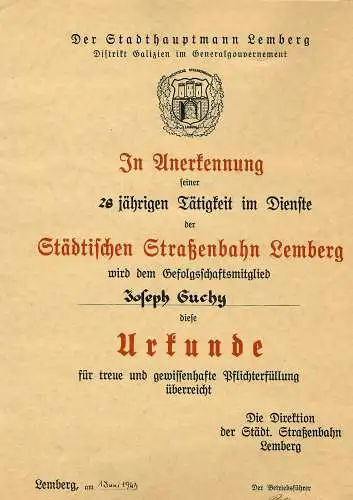 Der Stadthauptmann Lemberg
Distrikt Galizien im Generalgouvernement
In Anerkennung
seiner
28 jährigen Tätigkeit im Dienste
der
Städtischen Straßenbahn Lemberg
wird dem Gefolgschaftsmitglied
Joseph Suchy
diese
Urkunde
für treue und gewissenhafte Pflichterfüllung
überreicht
Die Direktion
der Städt. Straßenbahn
Lemberg
Lemberg, am 1 Juni 1943
Der Betriebsführer